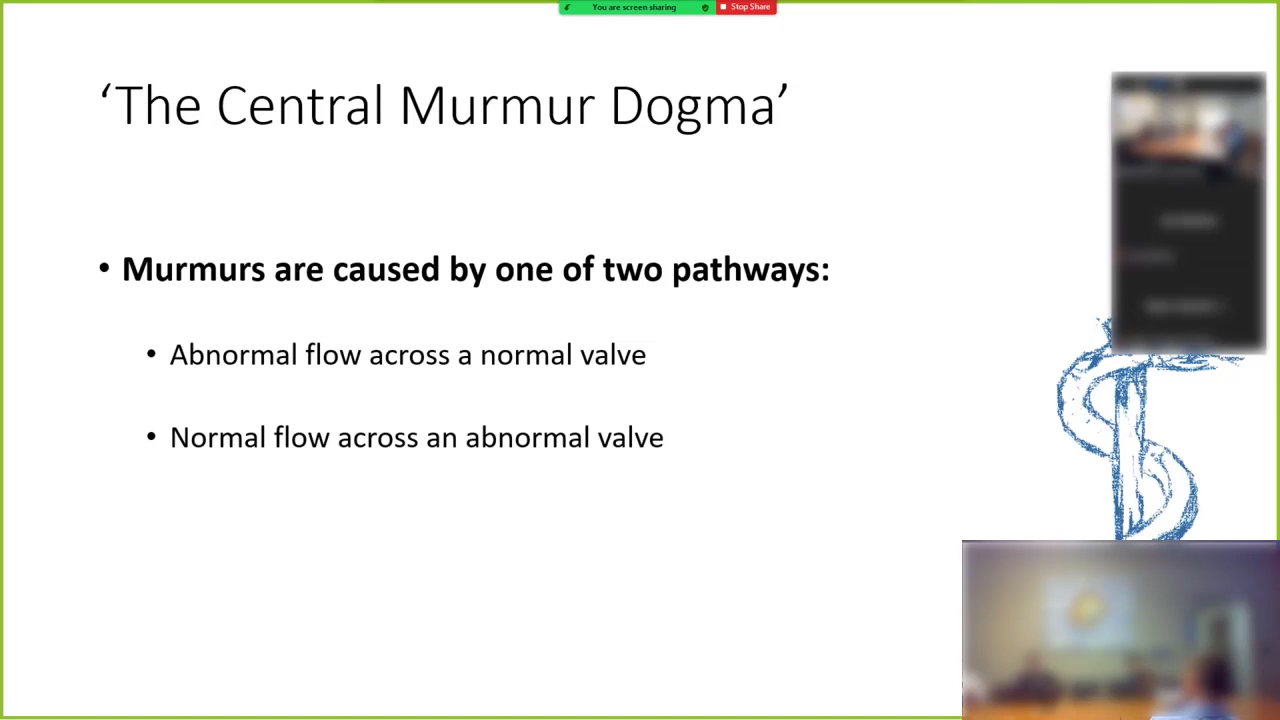 You are screen sharing
Stop Share
‘The Central Murmur Dogma’
• Murmurs are caused by one of two pathways:
• Abnormal flow across a normal valve
• Normal flow across an abnormal valve